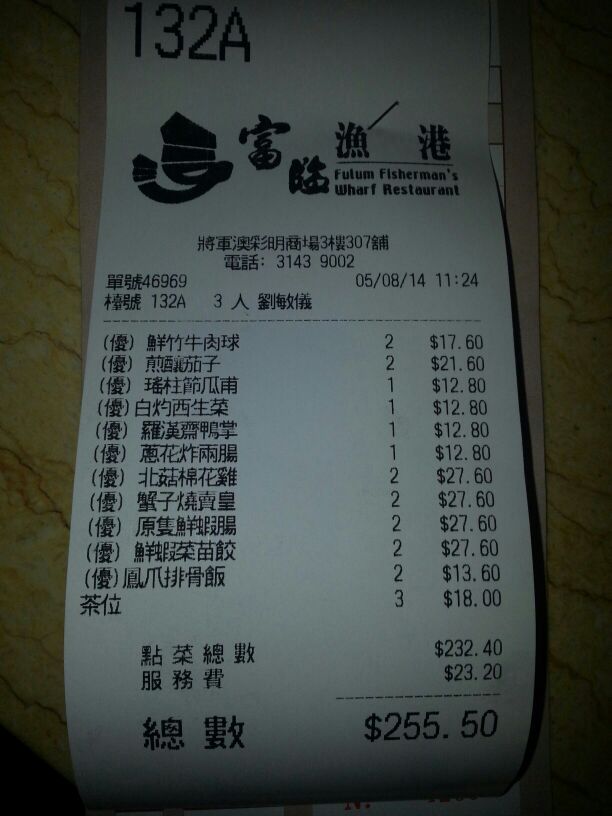 132A
富臨漁港
Fulum Fisherman's
Wharf Restaurant
將軍澳彩明商場3樓307舖
電話: 3143 9002
單號46969 05/08/14 11:24
檯號 132A 3 人 劉敏儀
(優) 鮮竹牛肉球 2 $17.60
(優) 煎釀茄子 2 $21.60
(優) 瑤柱節瓜甫 1 $12.80
(優) 白灼西生菜 1 $12.80
(優) 羅漢齋鴨掌 1 $12.80
(優) 蔥花炸兩腸 1 $12.80
(優) 北菇棉花雞 2 $27.60
(優) 蟹子燒賣皇 2 $27.60
(優) 原隻鮮蝦腸 2 $27.60
(優) 鮮蝦菜苗餃 2 $27.60
(優) 鳳爪排骨飯 2 $13.60
茶位 3 $18.00
點菜總數 $232.40
服務費 $23.20
總數 $255.50